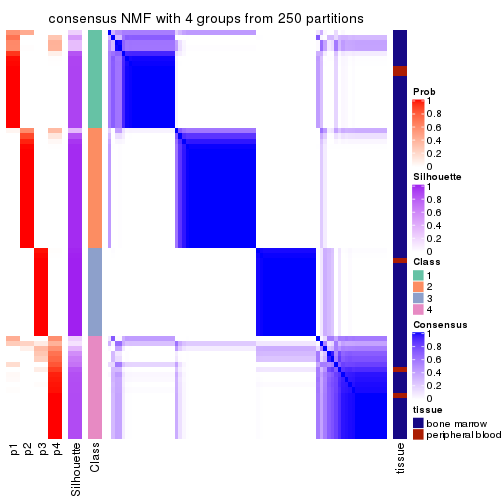 consensus NMF with 4 groups from 250 partitions
Prob
1
0.8
0.6
0.4
0.2
0
Silhouette
1
0.8
0.6
0.4
0.2
0
Class
1
2
3
4
Consensus
1
0.8
0.6
0.4
0.2
0
tissue
bone marrow
peripheral blood
p1
p2
p3
p4
Silhouette
Class
tissue